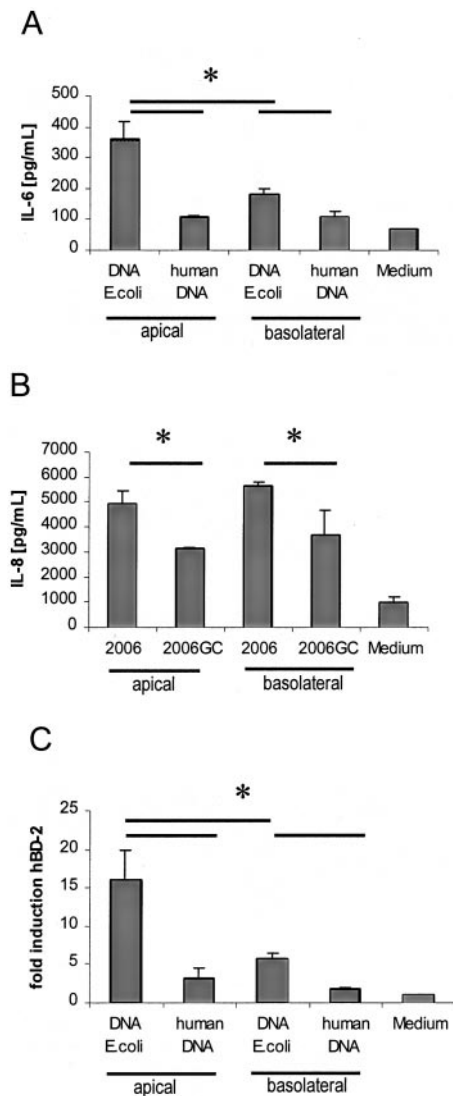 A
*
IL-6 [pg/mL]
500
400
300
200
100
0
DNA E.coli
human DNA
DNA E.coli
human DNA
Medium
apical
basolateral
B
*
*
IL-8 [pg/mL]
7000
6000
5000
4000
3000
2000
1000
0
2006
2006GC
2006
2006GC
Medium
apical
basolateral
C
*
fold induction hBD-2
25
20
15
10
5
0
DNA E.coli
human DNA
DNA E.coli
human DNA
Medium
apical
basolateral